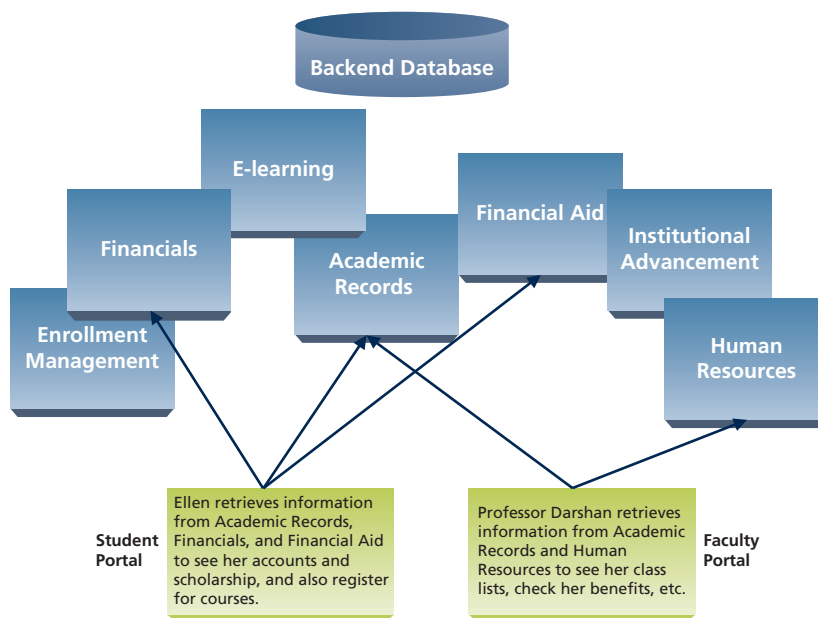 Backend Database
E-learning
Financial Aid
Financials
Institutional
Advancement
Academic
Records
Enrollment
Management
Human
Resources
Student
Portal
Ellen retrieves information
from Academic Records,
Financials, and Financial Aid
to see her accounts and
scholarship, and also register
for courses.
Professor Darshan retrieves
information from Academic
Records and Human
Resources to see her class
lists, check her benefits, etc.
Faculty
Portal